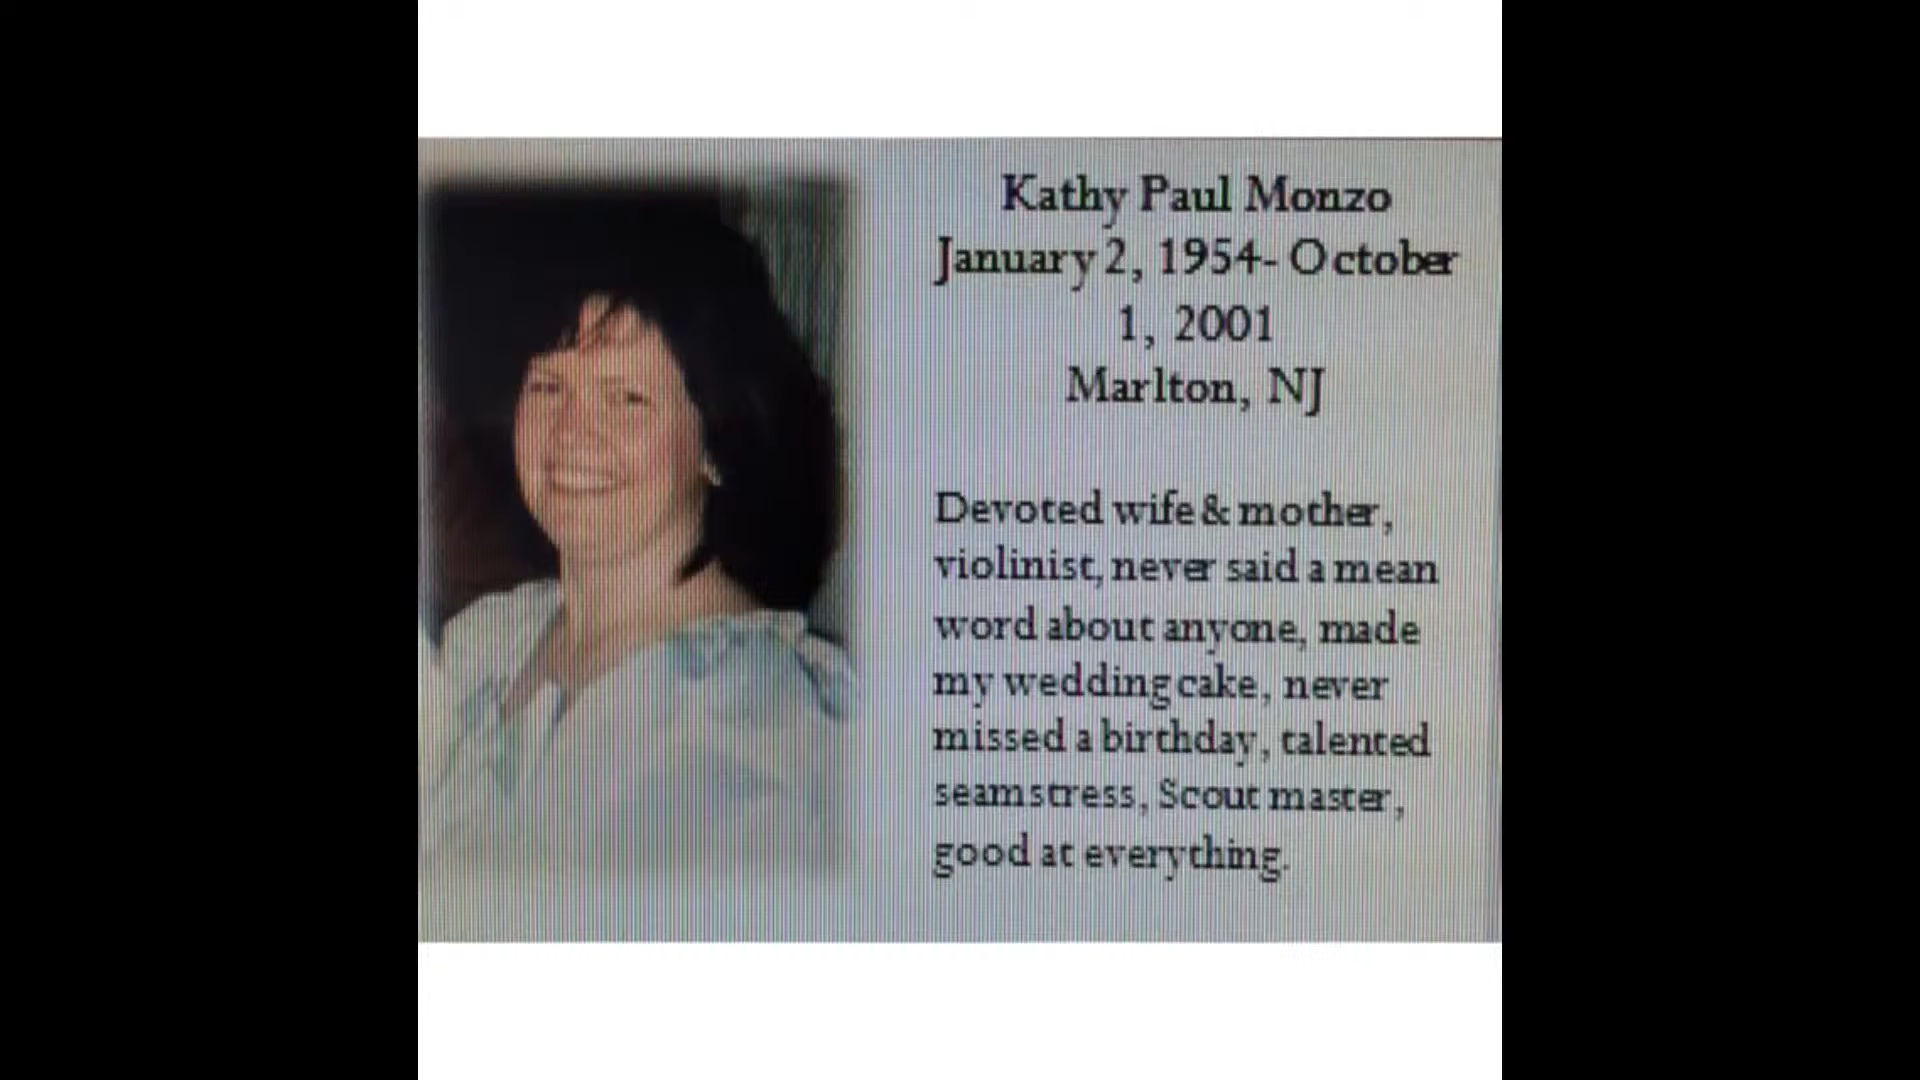 Kathy Paul Monzo
January 2, 1954- October
1, 2001
Marlton, NJ
Devoted wife & mother,
violinist, never said a mean
word about anyone, made
my wedding cake, never
missed a birthday, talented
seamstress, Scout master,
good at everything.